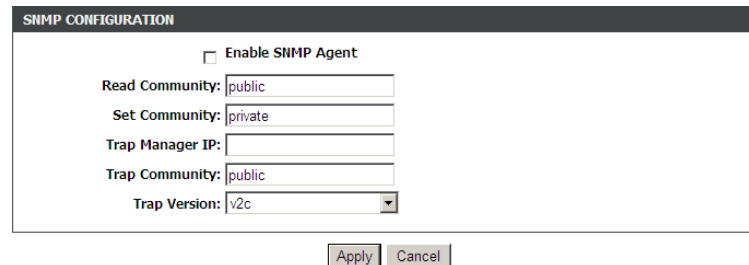 SNMP CONFIGURATION
Enable SNMP Agent
Read Community: public
Set Community: private
Trap Manager IP:
Trap Community: public
Trap Version: v2c
Apply Cancel